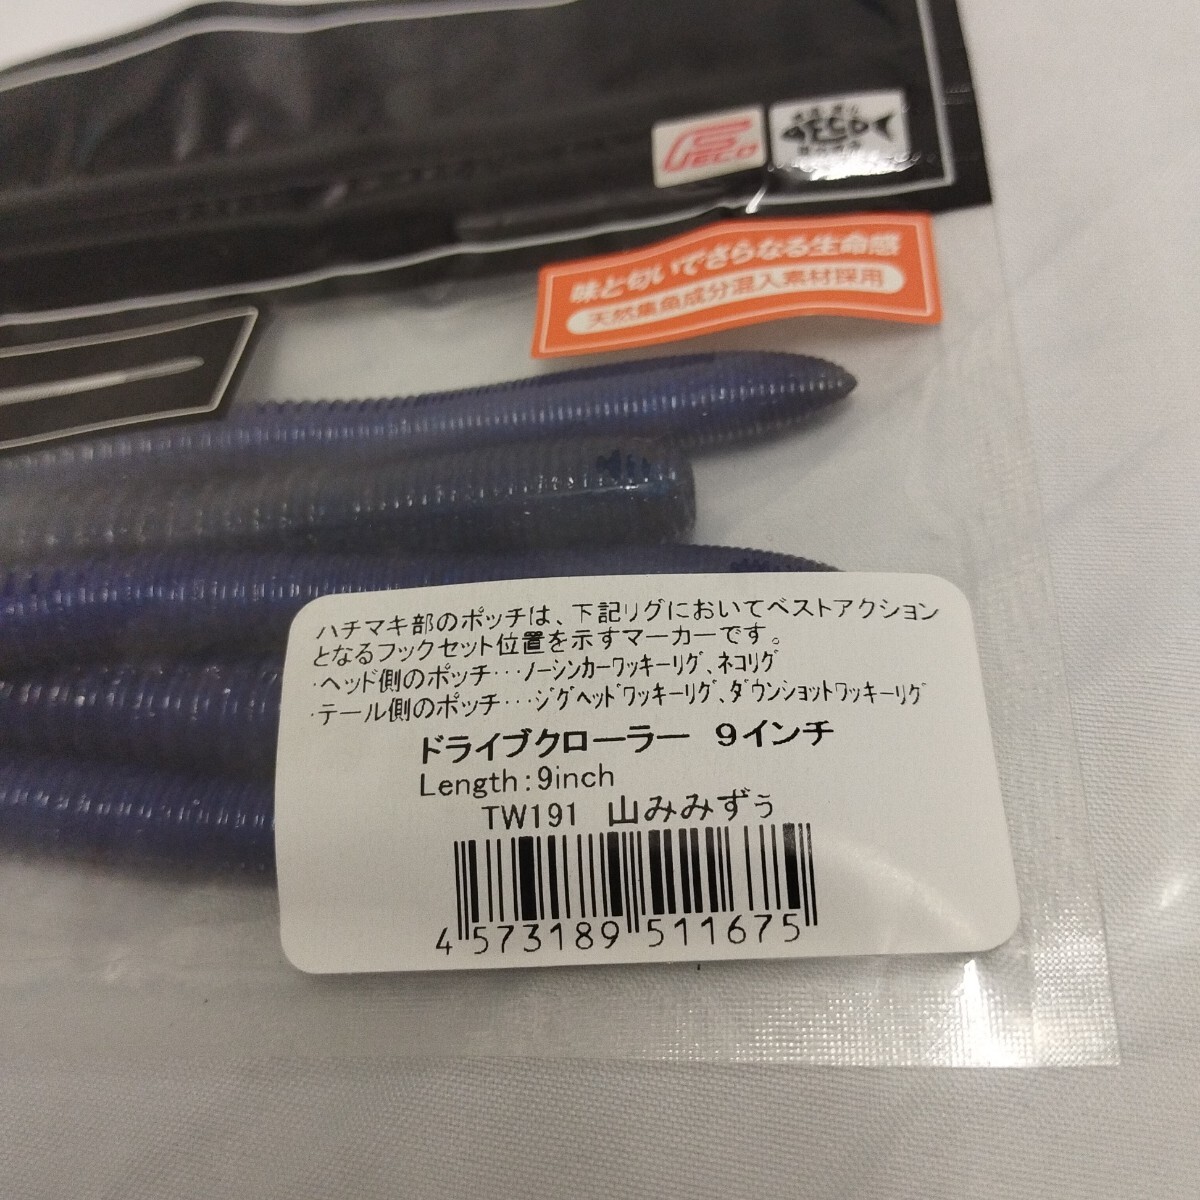 ECO
ECO
味と匂いでさらなる生命感
天然集魚成分混入素材採用
ハチマキ部のポッチは、下記リグにおいてベストアクション
となるフックセット位置を示すマーカーです。
･ヘッド側のポッチ･･･ﾉｰｼﾝｶｰﾜｯｷｰﾘｸﾞ､ﾈｺﾘｸﾞ
･テール側のポッチ･･･ｼﾞｸﾞﾍｯﾄﾞﾜｯｷｰﾘｸﾞ､ﾀﾞｳﾝｼｮｯﾄﾜｯｷｰﾘｸﾞ
ドライブクローラー 9インチ
Length:9inch
TW191 山みみずぅ
4 573189 511675